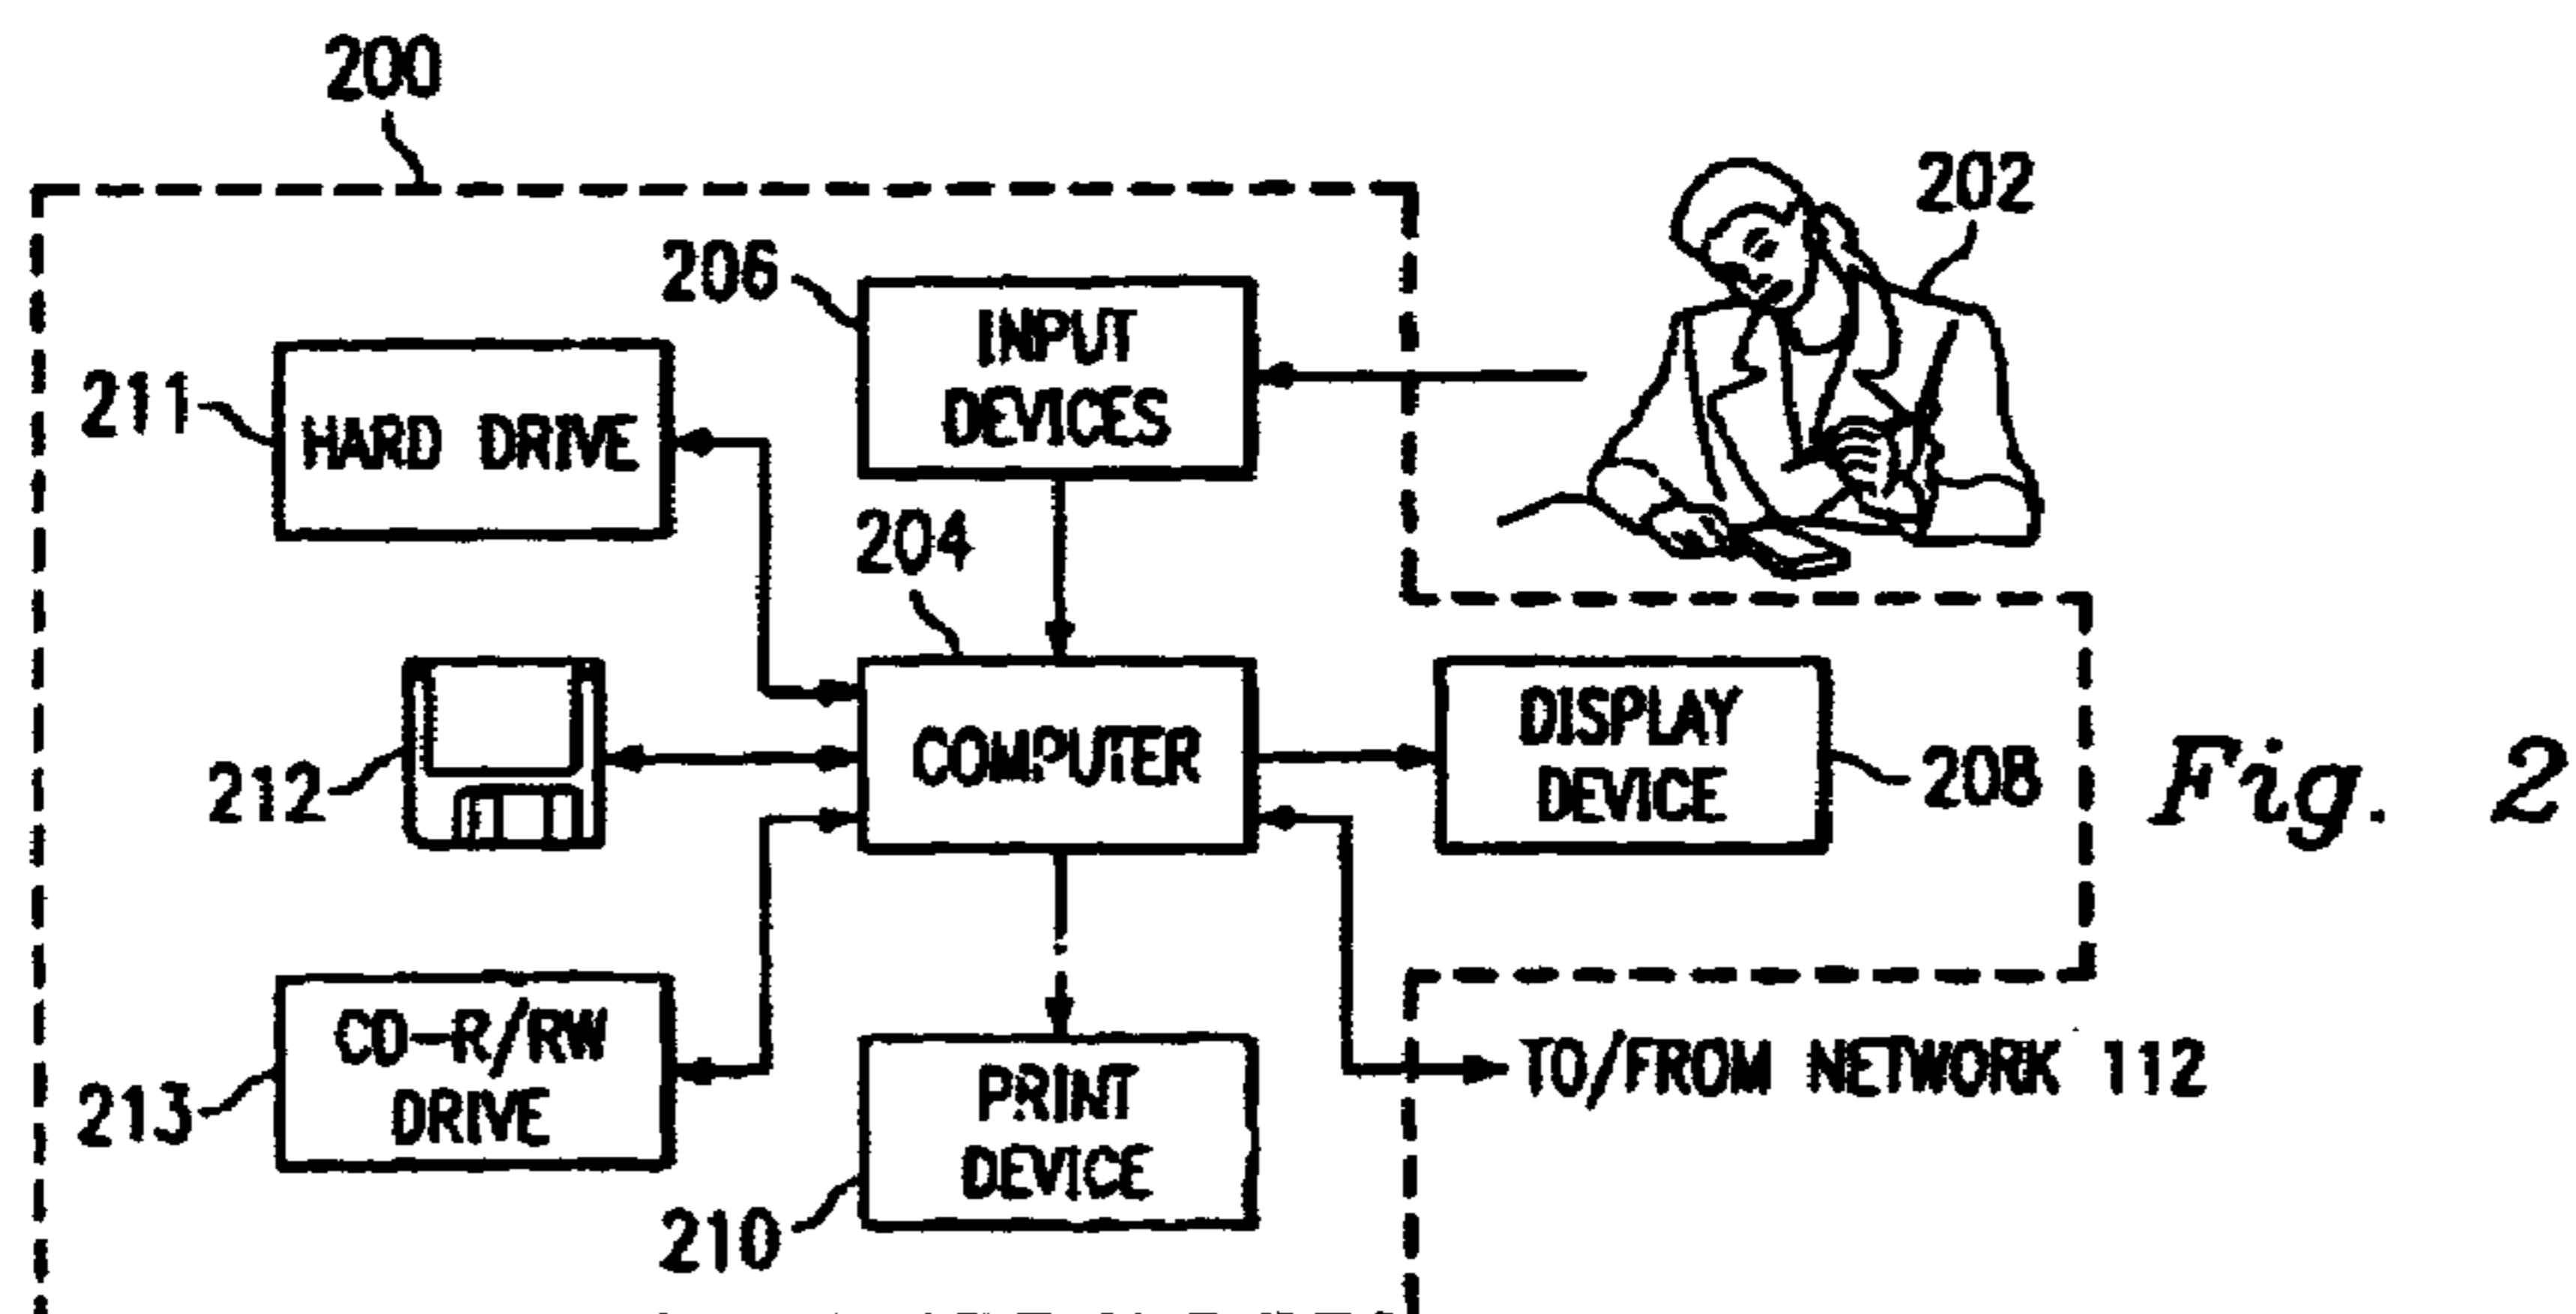 200
202
206
INPUT
DEVICES
211
HARD DRIVE
204
212
COMPUTER
DISPLAY
DEVICE
208
Fig. 2
213
CD-R/RW
DRIVE
210
PRINT
DEVICE
TO/FROM NETWORK 112